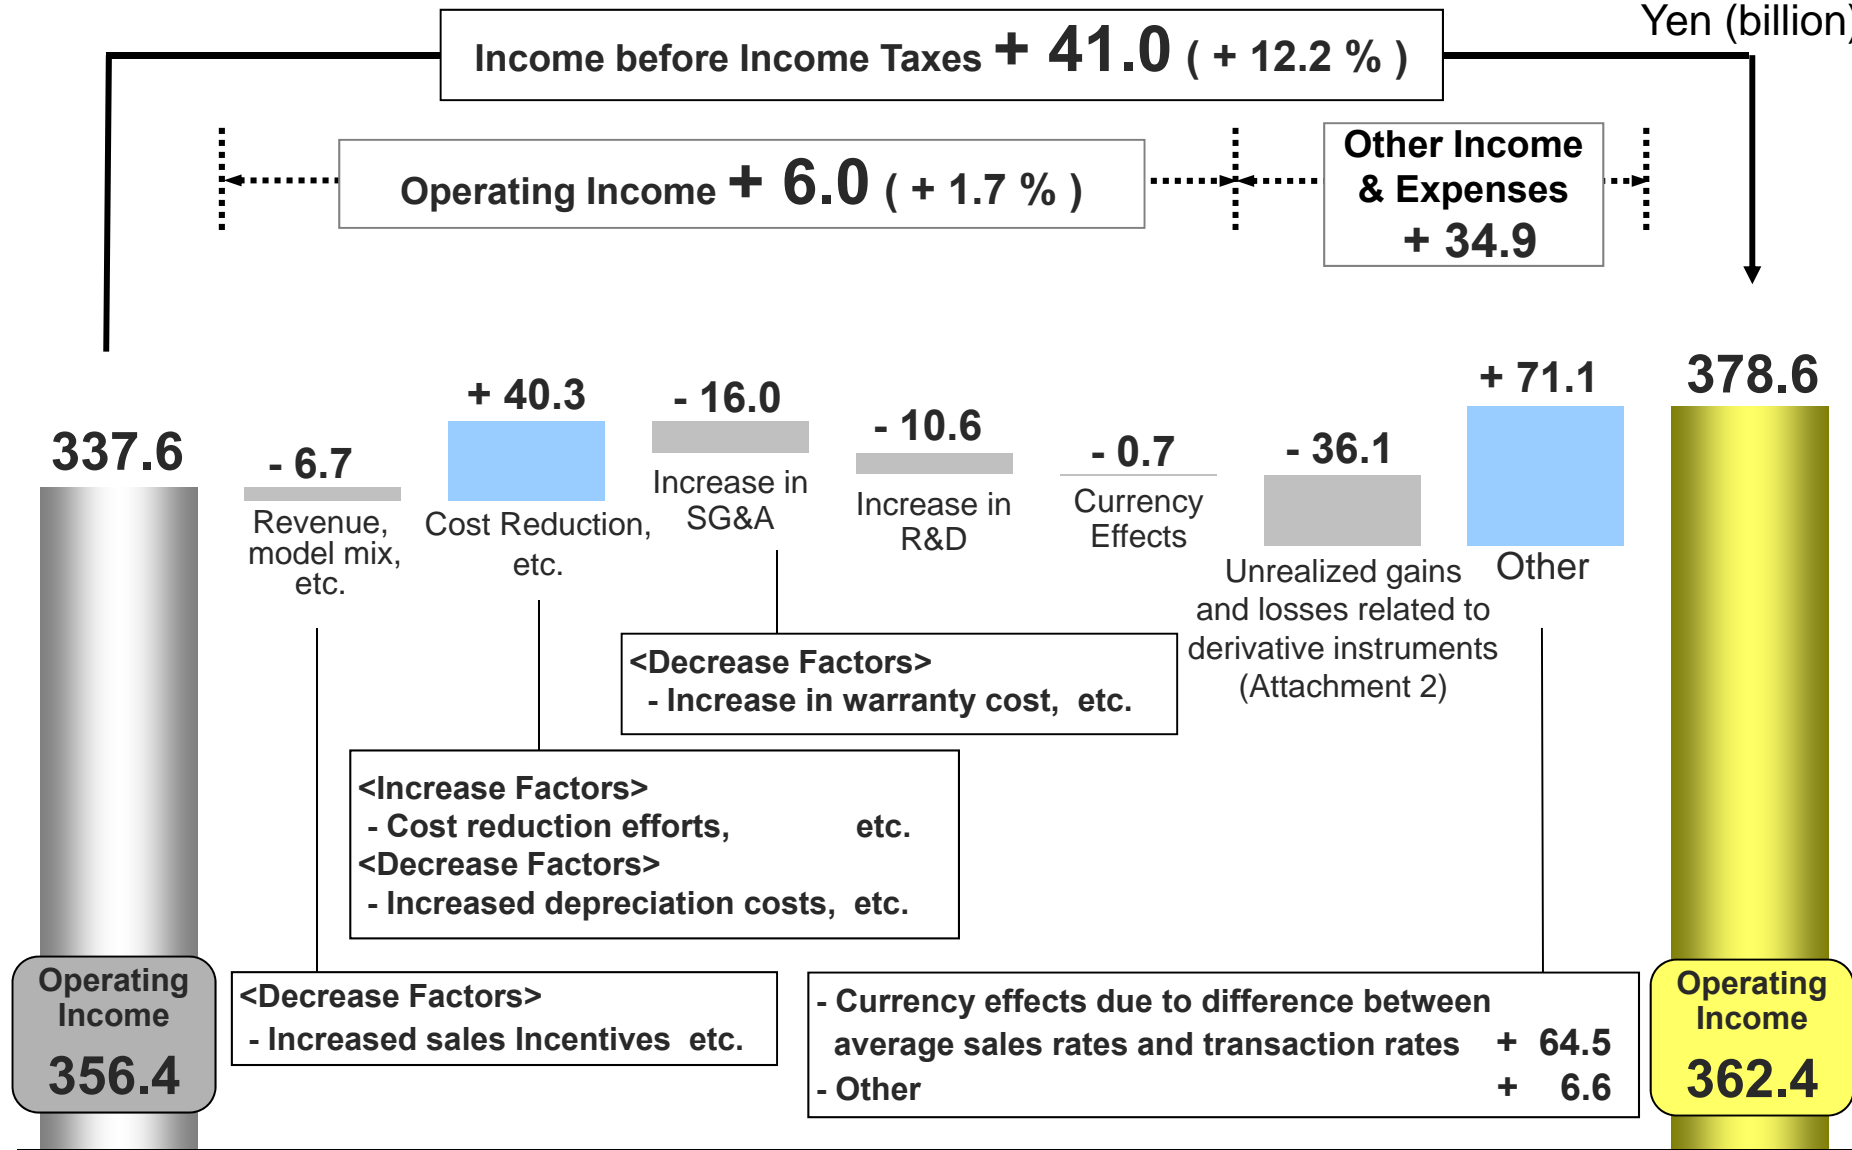 Yen (billion)
Income before Income Taxes + 41.0 ( + 12.2 % )
Operating Income + 6.0 ( + 1.7 % )
Other Income
& Expenses
+ 34.9
337.6
- 6.7
Revenue,
model mix,
etc.
+ 40.3
Cost Reduction,
etc.
- 16.0
Increase in
SG&A
- 10.6
Increase in
R&D
- 0.7
Currency
Effects
- 36.1
Unrealized gains
and losses related to
derivative instruments
(Attachment 2)
+ 71.1
Other
378.6
<Decrease Factors>
- Increase in warranty cost, etc.
<Increase Factors>
- Cost reduction efforts, etc.
<Decrease Factors>
- Increased depreciation costs, etc.
Operating
Income
356.4
<Decrease Factors>
- Increased sales Incentives etc.
- Currency effects due to difference between
average sales rates and transaction rates + 64.5
- Other + 6.6
Operating
Income
362.4